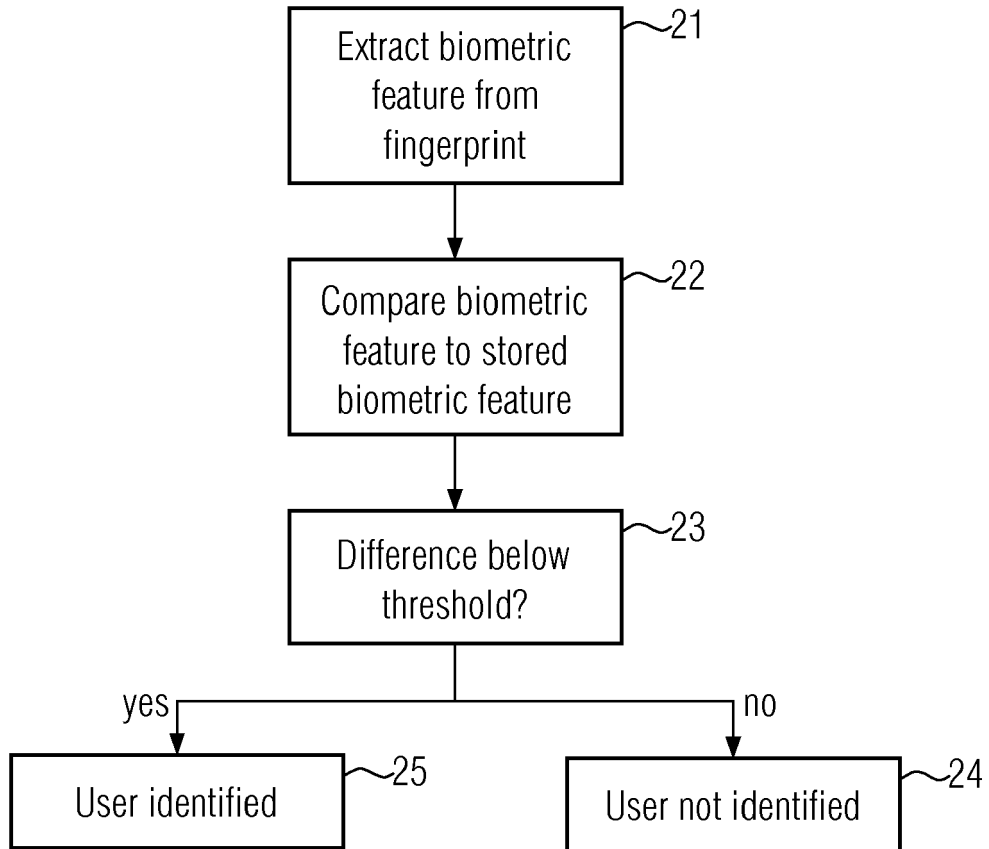 21
Extract biometric
feature from
fingerprint
22
Compare biometric
feature to stored
biometric feature
23
Difference below
threshold?
yes
no
25
User identified
24
User not identified